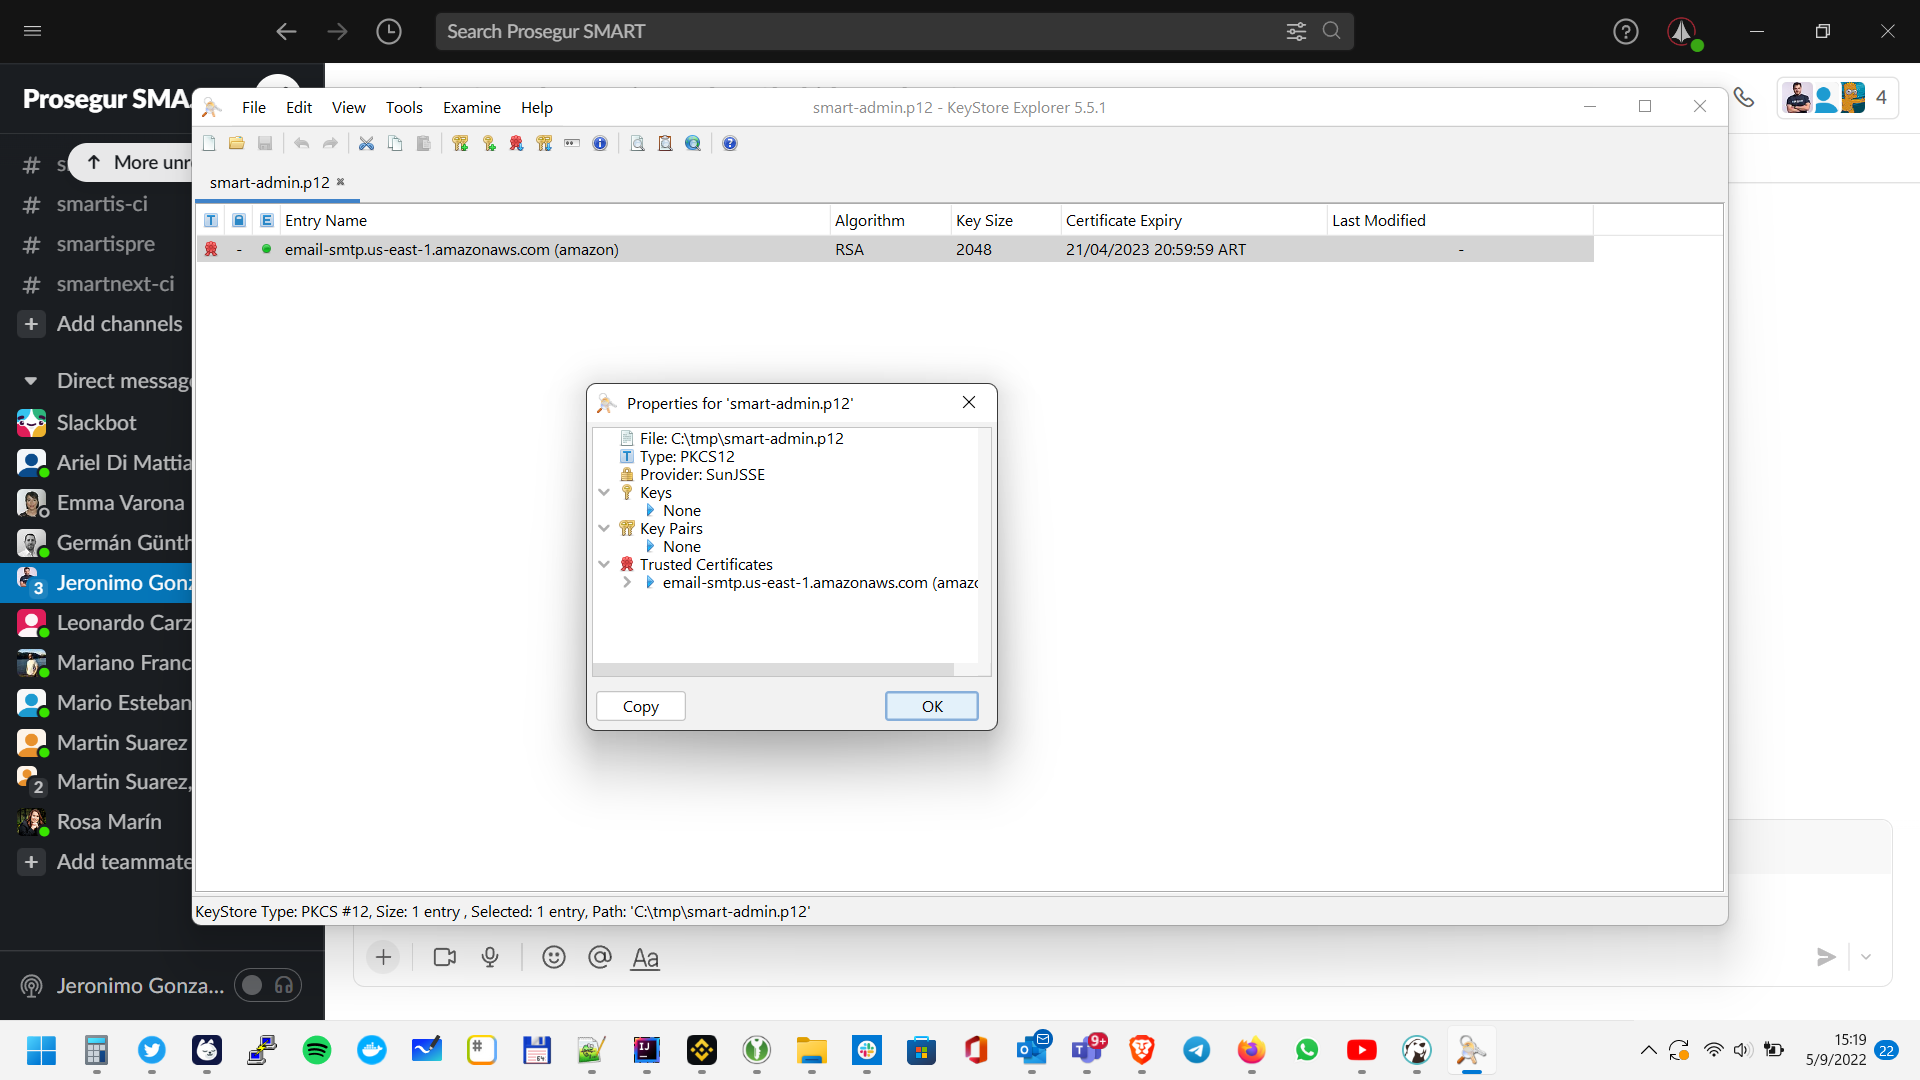 Search Prosegur SMART
Prosegur SMA
4
File Edit View Tools Examine Help
smart-admin.p12 - KeyStore Explorer 5.5.1
More unr
smart-admin.p12
# smartis-ci
# smartispre
# smartnext-ci
+ Add channels
Direct message
Slackbot
Ariel Di Mattia
Emma Varona
Germán Günth
3 Jeronimo Gonz
Leonardo Carz
Mariano Franc
Mario Esteban
Martin Suarez
2 Martin Suarez,
Rosa Marín
+ Add teammate
Jeronimo Gonza...
T E Entry Name Algorithm Key Size Certificate Expiry Last Modified
- email-smtp.us-east-1.amazonaws.com (amazon) RSA 2048 21/04/2023 20:59:59 ART -
Properties for 'smart-admin.p12'
File: C:\tmp\smart-admin.p12
T Type: PKCS12
Provider: SunJSSE
Keys
None
Key Pairs
None
Trusted Certificates
email-smtp.us-east-1.amazonaws.com (amazo
Copy OK
KeyStore Type: PKCS #12, Size: 1 entry , Selected: 1 entry, Path: 'C:\tmp\smart-admin.p12'
Aa
9+
15:19
5/9/2022
22